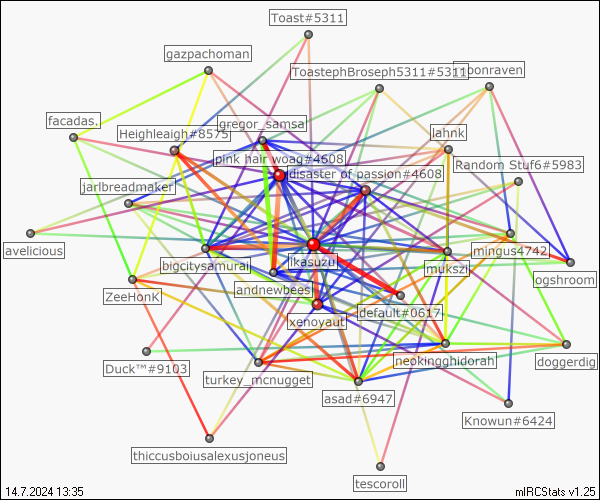 Toast#5311
gazpachoman
ToastephBroseph5311#5311
oonraven
facadas.
gregor_samsa
Heighleaigh#8575
lahnk
pink hair woag#4608
disaster of passion#4608
Random Stuf6#5983
jarlbreadmaker
avelicious
bigcitysamurai
ikasuzu
mukszi
mingus4742
ogshroom
ZeeHonk
andnewbees
xenoyaut
default#0617
Duck™#9103
turkey_mcnugget
neokingghidorah
doggerdig
asad#6947
Knowun#6424
thiccusboiusalexusjoneus
tescoroll
14.7.2024 13:35
mIRCStats v1.25